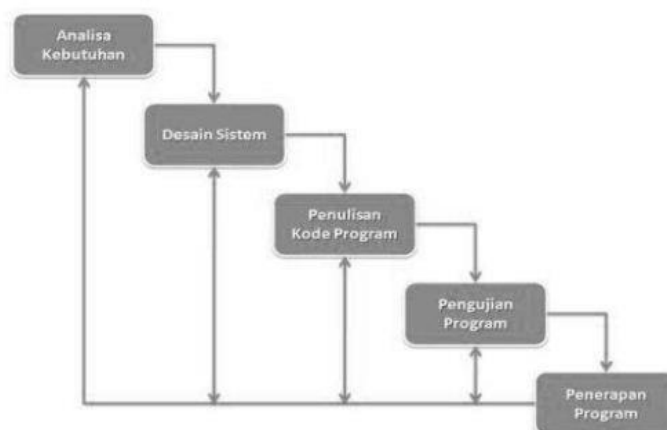 Analisa
Kebutuhan
Desain Sistem
Penulisan
Kode Program
Pengujian
Program
Penerapan
Program